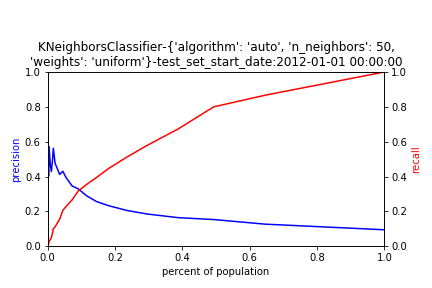 KNeighborsClassifier-{'algorithm': 'auto', 'n_neighbors': 50,
'weights': 'uniform'}-test_set_start_date:2012-01-01 00:00:00
1.0 1.0
0.8 0.8
0.6 0.6
precision recall
0.4 0.4
0.2 0.2
0.0 0.0
0.0 0.2 0.4 0.6 0.8 1.0
percent of population